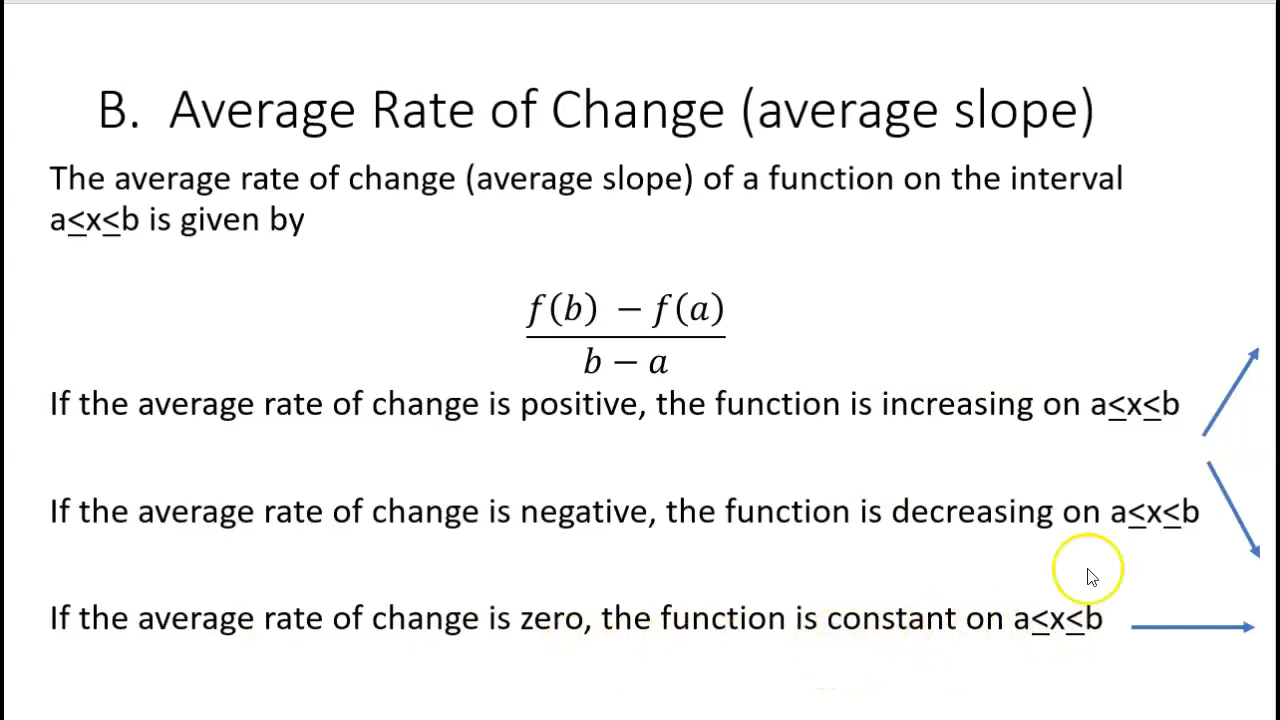 B. Average Rate of Change (average slope)
The average rate of change (average slope) of a function on the interval
a≤x≤b is given by
f(b) − f(a)
b − a
If the average rate of change is positive, the function is increasing on a≤x≤b
If the average rate of change is negative, the function is decreasing on a≤x≤b
If the average rate of change is zero, the function is constant on a≤x≤b